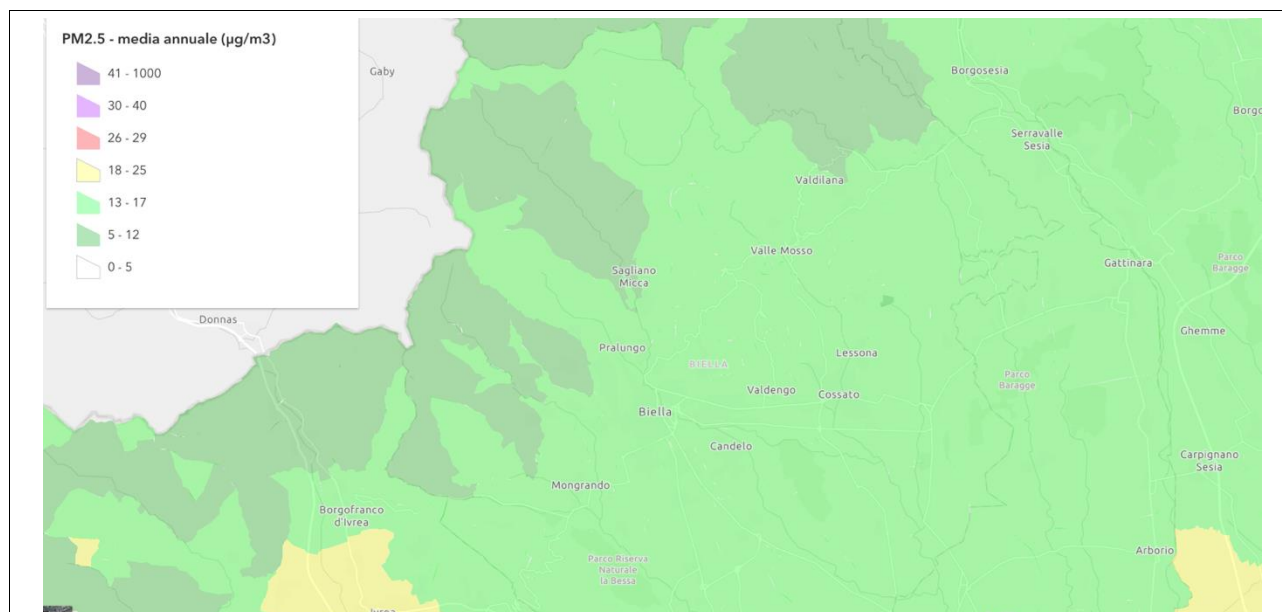 PM2.5 - media annuale (µg/m3)
41 - 1000
30 - 40
26 - 29
18 - 25
13 - 17
5 - 12
0 - 5
Gaby
Borgosesia
Serravalle
Sesia
Valdilana
Valle Mosso
Sagliano
Micca
Gattinara
Parco
Baragge
Donnas
Ghemme
Pralungo
Lessona
BIELLA
Parco
Baragge
Valdengo
Cossato
Biella
Candelo
Carpignano
Sesia
Mongrando
Borgofranco
d'Ivrea
Arborio
Parco Riserva
Naturale
la Bessa